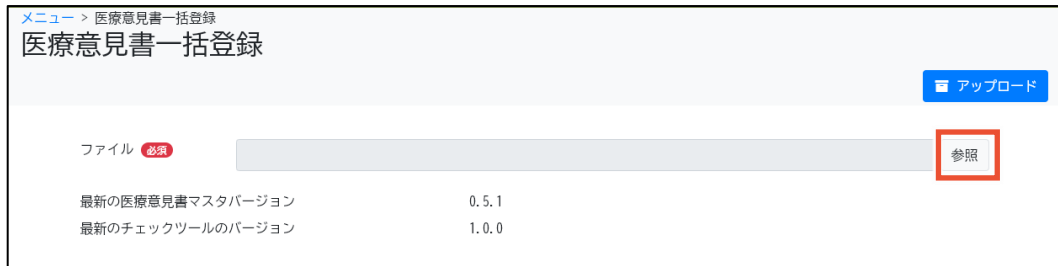 メニュー > 医療意見書一括登録
医療意見書一括登録
アップロード
ファイル 必須 参照
最新の医療意見書マスタバージョン 0.5.1
最新のチェックツールのバージョン 1.0.0